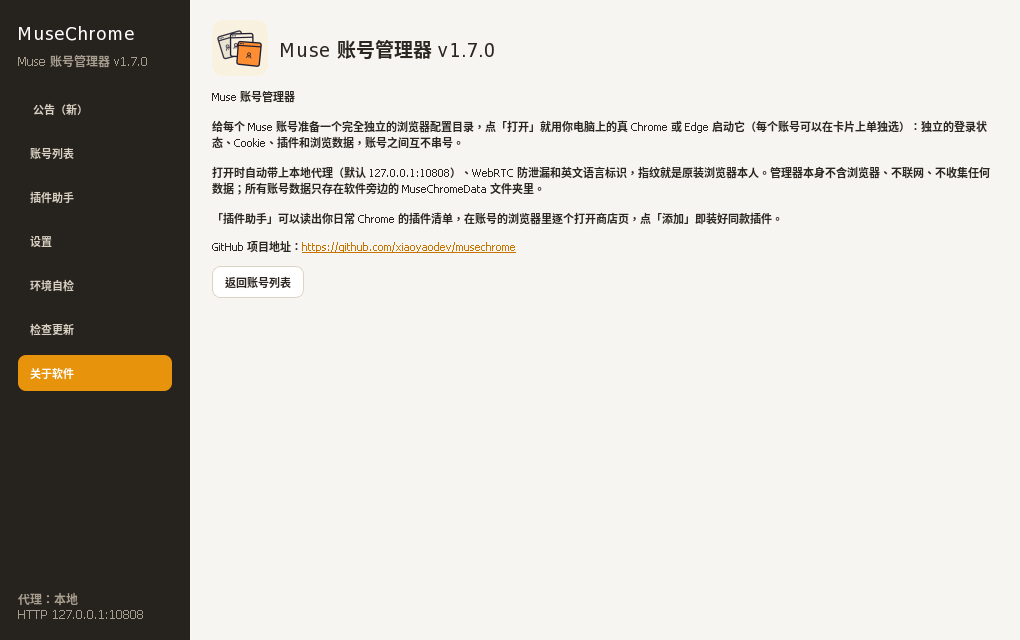 MuseChrome
Muse 账号管理器 v1.7.0
公告（新）
账号列表
插件助手
设置
环境自检
检查更新
关于软件
代理：本地
HTTP 127.0.0.1:10808
Muse 账号管理器 v1.7.0
Muse 账号管理器
给每个 Muse 账号准备一个完全独立的浏览器配置目录，点「打开」就用你电脑上的真 Chrome 或 Edge 启动它（每个账号可以在卡片上单独选）：独立的登录状
态、Cookie、插件和浏览数据，账号之间互不串号。
打开时自动带上本地代理（默认 127.0.0.1:10808）、WebRTC 防泄漏和英文语言标识，指纹就是原装浏览器本人。管理器本身不含浏览器、不联网、不收集任何
数据；所有账号数据只存在软件旁边的 MuseChromeData 文件夹里。
「插件助手」可以读出你日常 Chrome 的插件清单，在账号的浏览器里逐个打开商店页，点「添加」即装好同款插件。
GitHub 项目地址：https://github.com/xiaoyaodev/musechrome
返回账号列表